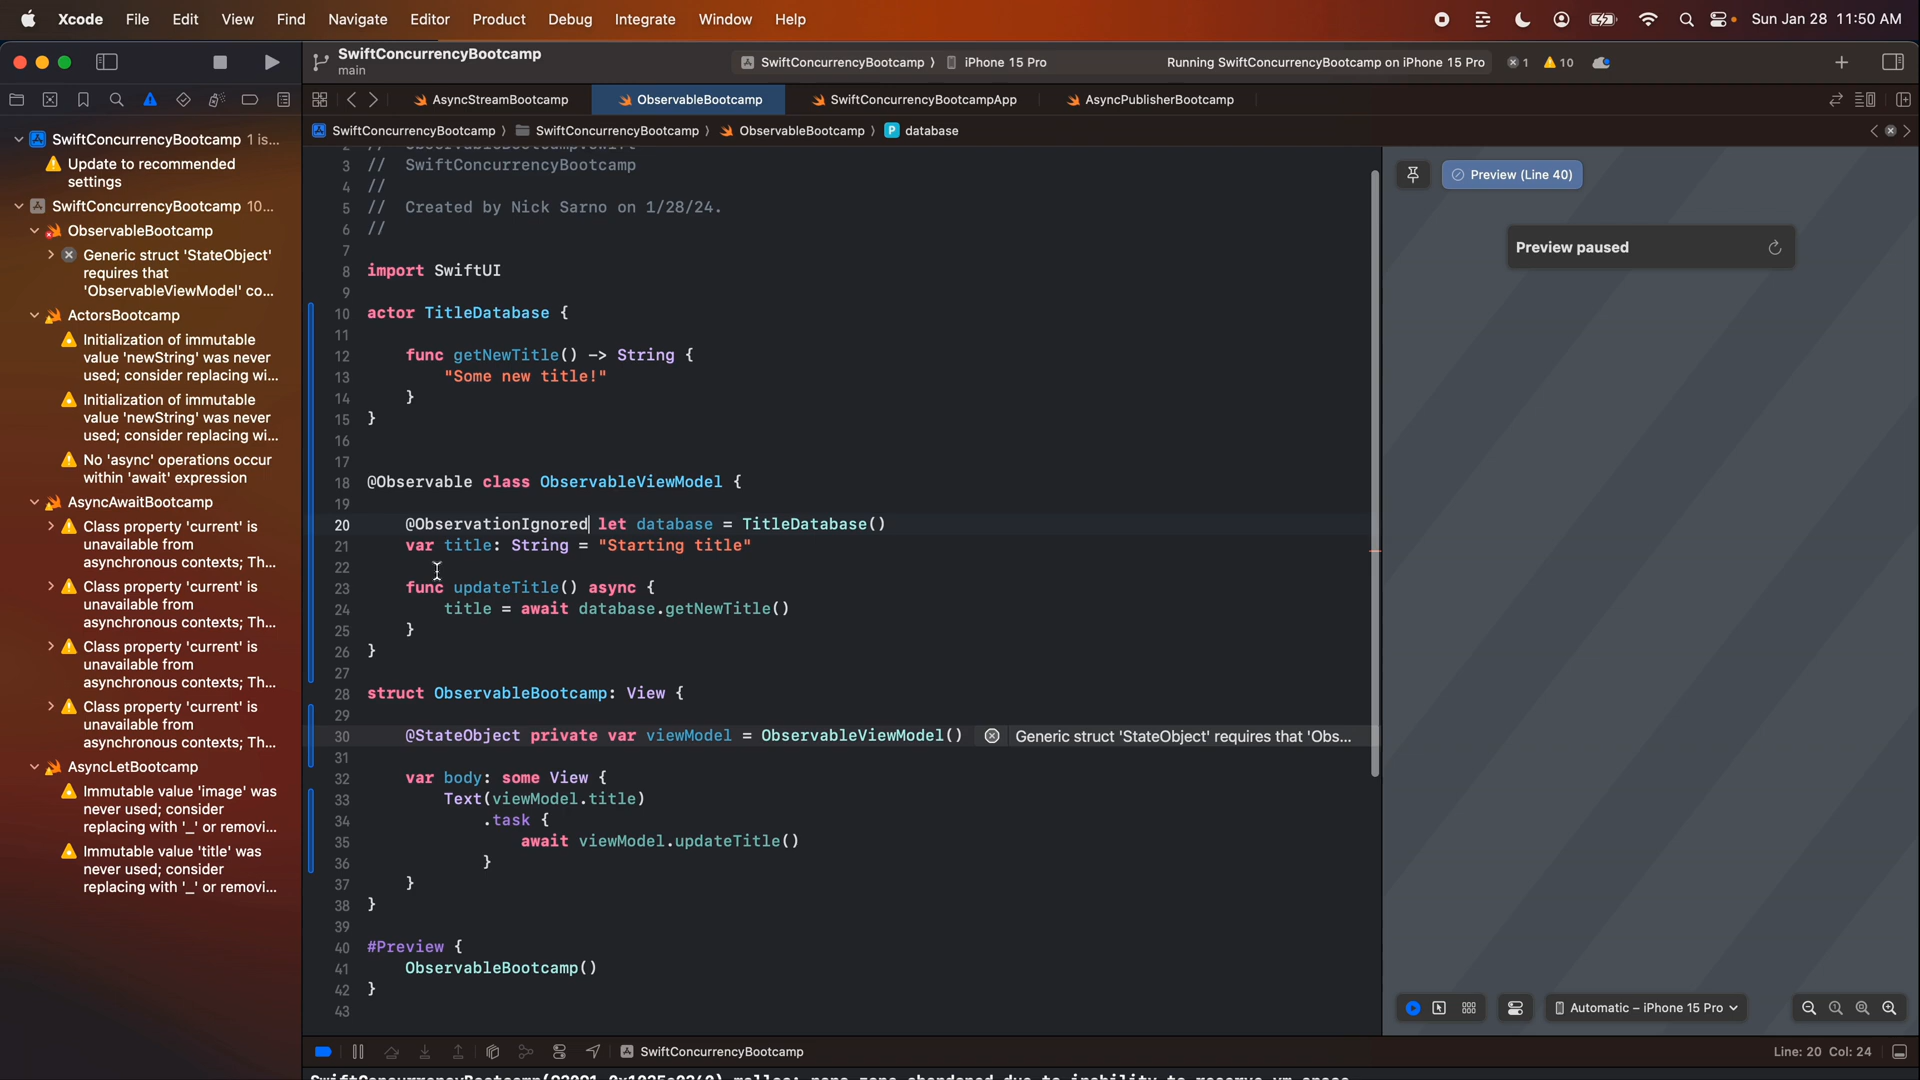 Xcode File Edit View Find Navigate Editor Product Debug Integrate Window Help Sun Jan 28 11:50 AM
SwiftConcurrencyBootcamp
main
SwiftConcurrencyBootcamp 〉 iPhone 15 Pro
Running SwiftConcurrencyBootcamp on iPhone 15 Pro
1
10
AsyncStreamBootcamp
ObservableBootcamp
SwiftConcurrencyBootcampApp
AsyncPublisherBootcamp
SwiftConcurrencyBootcamp 〉 SwiftConcurrencyBootcamp 〉 ObservableBootcamp 〉 P database
SwiftConcurrencyBootcamp 1 is...
Update to recommended
settings
SwiftConcurrencyBootcamp 10...
ObservableBootcamp
Generic struct 'StateObject'
requires that
'ObservableViewModel' co...
ActorsBootcamp
Initialization of immutable
value 'newString' was never
used; consider replacing wi...
Initialization of immutable
value 'newString' was never
used; consider replacing wi...
No 'async' operations occur
within 'await' expression
AsyncAwaitBootcamp
Class property 'current' is
unavailable from
asynchronous contexts; Th...
Class property 'current' is
unavailable from
asynchronous contexts; Th...
Class property 'current' is
unavailable from
asynchronous contexts; Th...
Class property 'current' is
unavailable from
asynchronous contexts; Th...
AsyncLetBootcamp
Immutable value 'image' was
never used; consider
replacing with '_' or removi...
Immutable value 'title' was
never used; consider
replacing with '_' or removi...
3 // SwiftConcurrencyBootcamp
4 //
5 // Created by Nick Sarno on 1/28/24.
6 //
7
8 import SwiftUI
9
10 actor TitleDatabase {
11
12 func getNewTitle() -> String {
13 "Some new title!"
14 }
15 }
16
17
18 @Observable class ObservableViewModel {
19
20 @ObservationIgnored let database = TitleDatabase()
21 var title: String = "Starting title"
22
23 func updateTitle() async {
24 title = await database.getNewTitle()
25 }
26 }
27
28 struct ObservableBootcamp: View {
29
30 @StateObject private var viewModel = ObservableViewModel() Generic struct 'StateObject' requires that 'Obs...
31
32 var body: some View {
33 Text(viewModel.title)
34 .task {
35 await viewModel.updateTitle()
36 }
37 }
38 }
39
40 #Preview {
41 ObservableBootcamp()
42 }
43
Preview (Line 40)
Preview paused
Automatic – iPhone 15 Pro
SwiftConcurrencyBootcamp
Line: 20 Col: 24